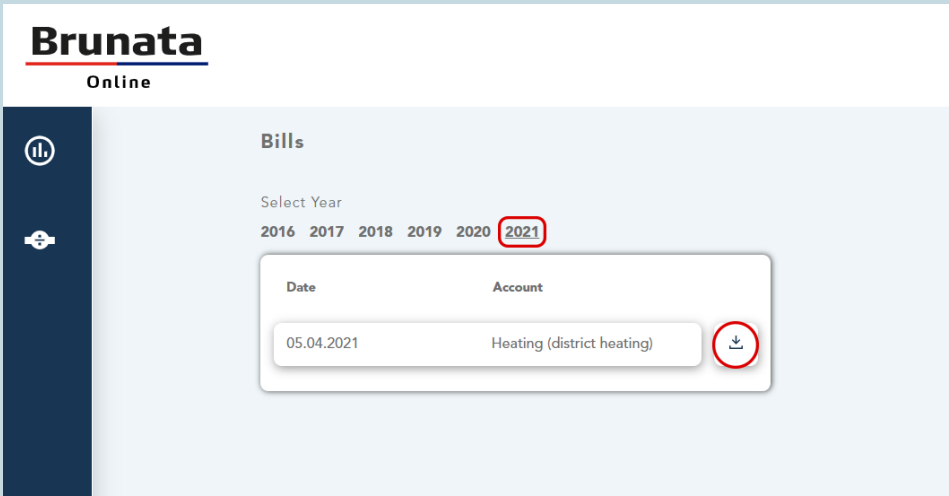 Brunata
Online
Bills
Select Year
2016 2017 2018 2019 2020 2021
Date Account
05.04.2021 Heating (district heating)